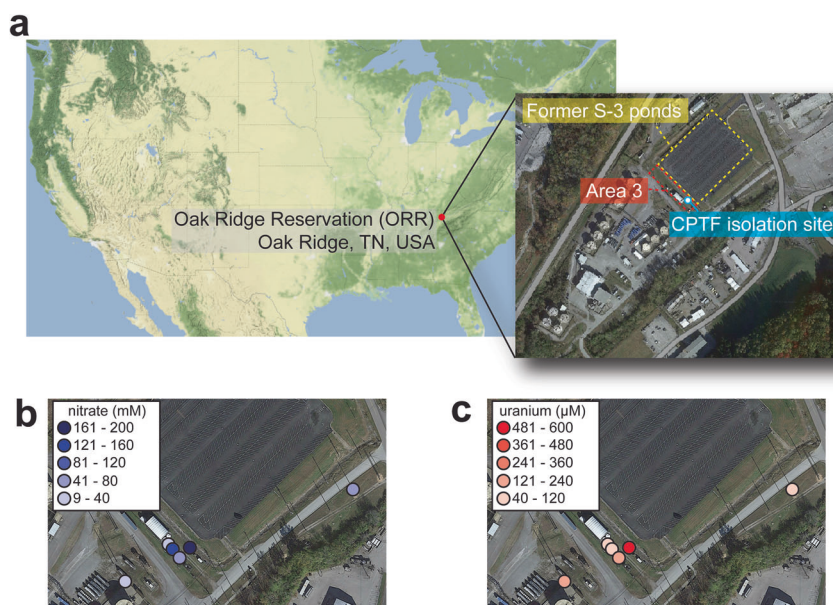 a
Former S-3 ponds
Area 3
CPTF isolation site
Oak Ridge Reservation (ORR)
Oak Ridge, TN, USA
b
nitrate (mM)
161 - 200
121 - 160
81 - 120
41 - 80
9 - 40
c
uranium (µM)
481 - 600
361 - 480
241 - 360
121 - 240
40 - 120